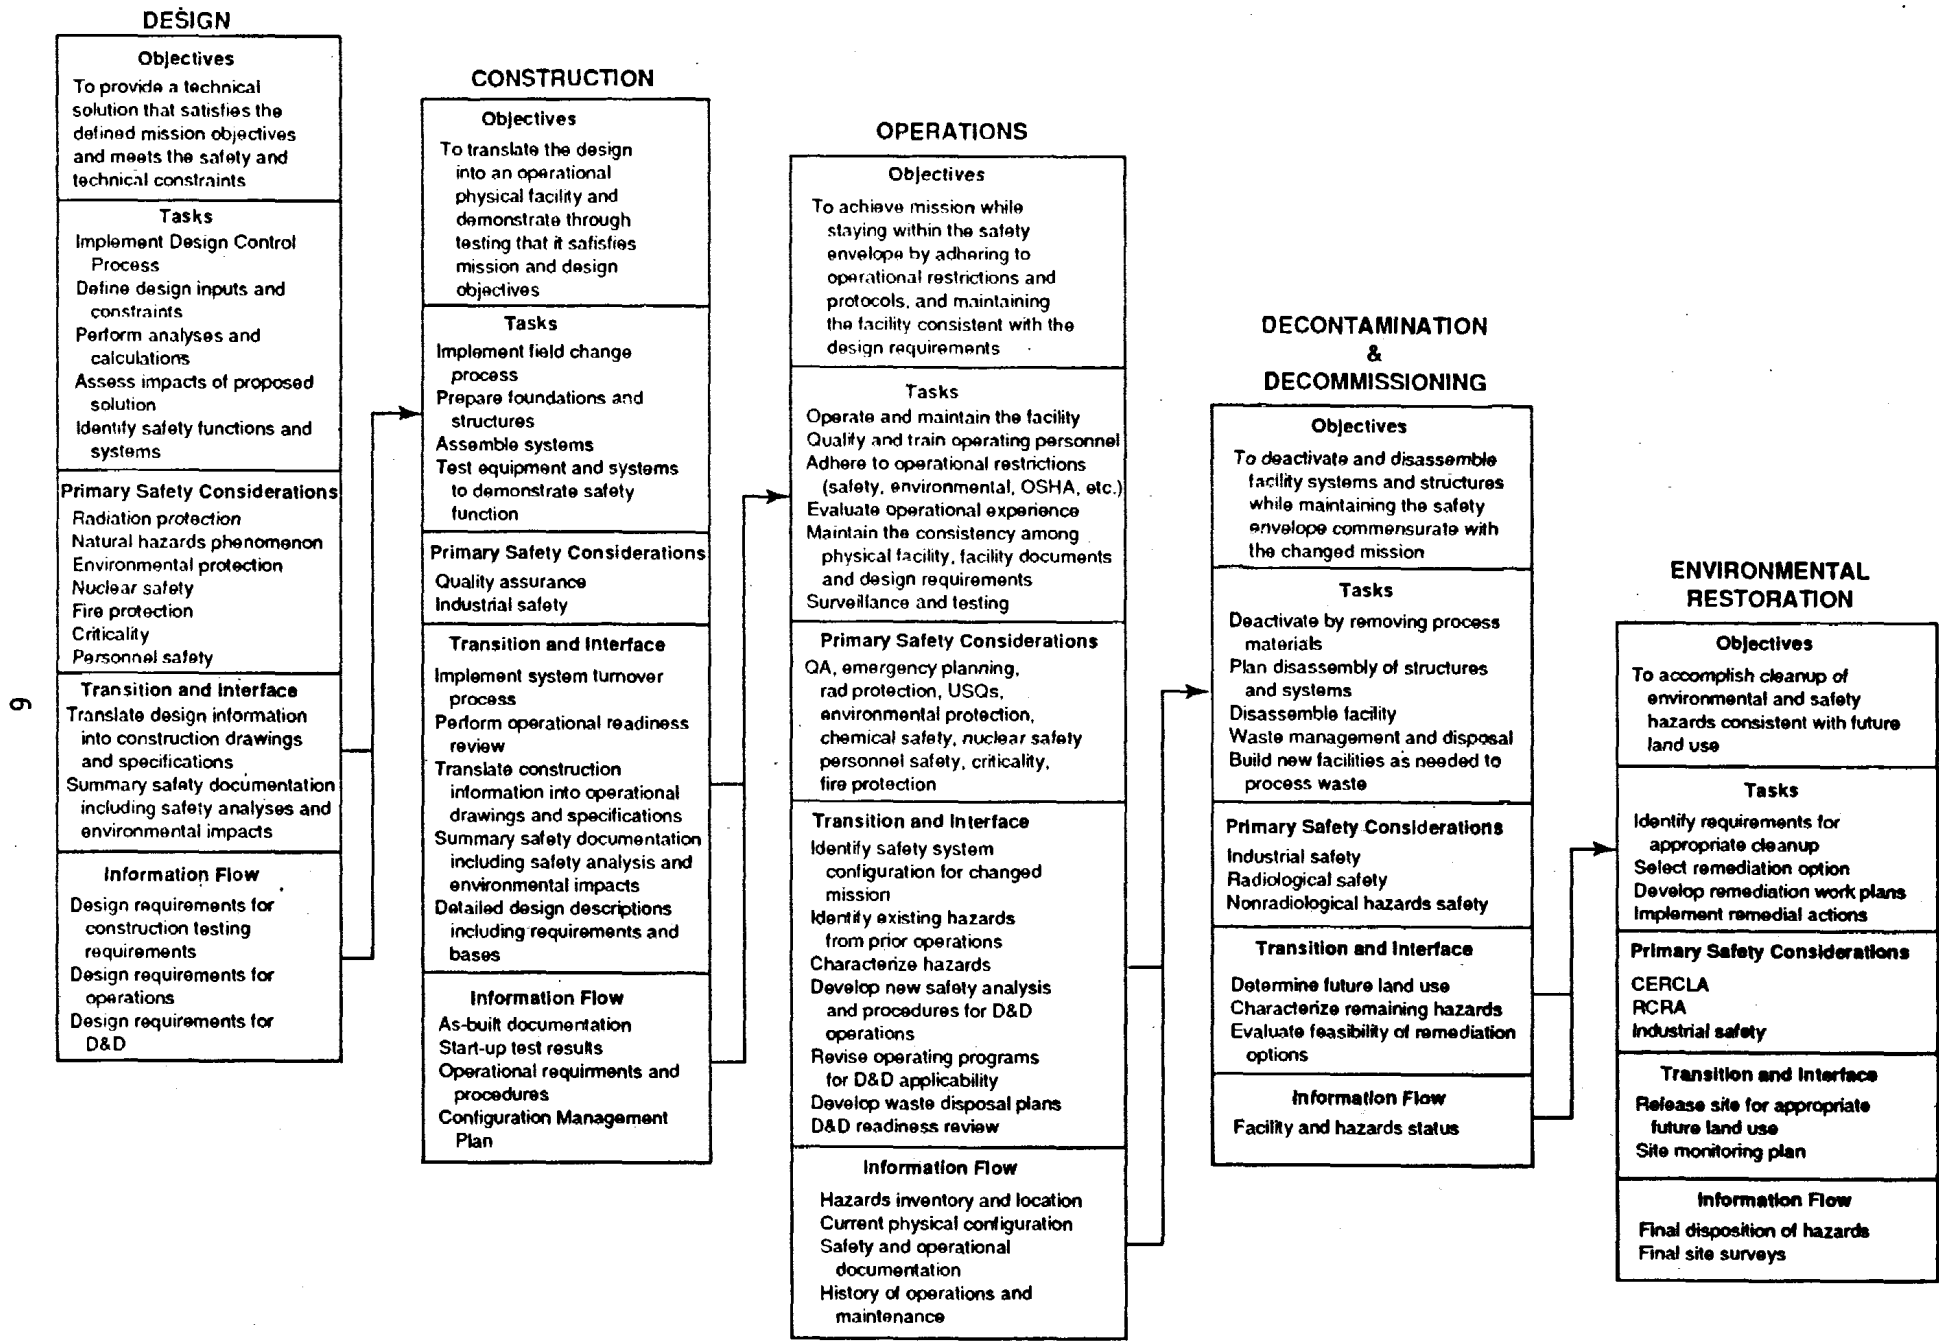 DESIGN
Objectives
To provide a technical
solution that satisfies the
defined mission objectives
and meets the safety and
technical constraints
Tasks
Implement Design Control
Process
Define design inputs and
constraints
Perform analyses and
calculations
Assess impacts of proposed
solution
Identify safety functions and
systems
Primary Safety Considerations
Radiation protection
Natural hazards phenomenon
Environmental protection
Nuclear safety
Fire protection
Criticality
Personnel safety
Transition and Interface
Translate design information
into construction drawings
and specifications
Summary safety documentation
including safety analyses and
environmental impacts
Information Flow
Design requirements for
construction testing
requirements
Design requirements for
operations
Design requirements for
D&D
CONSTRUCTION
Objectives
To translate the design
into an operational
physical facility and
demonstrate through
testing that it satisfies
mission and design
objectives
Tasks
Implement field change
process
Prepare foundations and
structures
Assemble systems
Test equipment and systems
to demonstrate safety
function
Primary Safety Considerations
Quality assurance
Industrial safety
Transition and Interface
Implement system turnover
process
Perform operational readiness
review
Translate construction
information into operational
drawings and specifications
Summary safety documentation
including safety analysis and
environmental impacts
Detailed design descriptions
including requirements and
bases
Information Flow
As-built documentation
Start-up test results
Operational requirments and
procedures
Configuration Management
Plan
OPERATIONS
Objectives
To achieve mission while
staying within the safety
envelope by adhering to
operational restrictions and
protocols, and maintaining
the facility consistent with the
design requirements
Tasks
Operate and maintain the facility
Qualify and train operating personnel
Adhere to operational restrictions
(safety, environmental, OSHA, etc.)
Evaluate operational experience
Maintain the consistency among
physical facility, facility documents
and design requirements
Surveillance and testing
Primary Safety Considerations
QA, emergency planning,
rad protection, USQs,
environmental protection,
chemical safety, nuclear safety
personnel safety, criticality,
fire protection
Transition and Interface
Identify safety system
configuration for changed
mission
Identify existing hazards
from prior operations
Characterize hazards
Develop new safety analysis
and procedures for D&D
operations
Revise operating programs
for D&D applicability
Develop waste disposal plans
D&D readiness review
Information Flow
Hazards inventory and location
Current physical configuration
Safety and operational
documentation
History of operations and
maintenance
DECONTAMINATION
&
DECOMMISSIONING
Objectives
To deactivate and disassemble
facility systems and structures
while maintaining the safety
envelope commensurate with
the changed mission
Tasks
Deactivate by removing process
materials
Plan disassembly of structures
and systems
Disassemble facility
Waste management and disposal
Build new facilities as needed to
process waste
Primary Safety Considerations
Industrial safety
Radiological safety
Nonradiological hazards safety
Transition and Interface
Determine future land use
Characterize remaining hazards
Evaluate feasibility of remediation
options
Information Flow
Facility and hazards status
ENVIRONMENTAL
RESTORATION
Objectives
To accomplish cleanup of
environmental and safety
hazards consistent with future
land use
Tasks
Identify requirements for
appropriate cleanup
Select remediation option
Develop remediation work plans
Implement remedial actions
Primary Safety Considerations
CERCLA
RCRA
Industrial safety
Transition and Interface
Release site for appropriate
future land use
Site monitoring plan
Information Flow
Final disposition of hazards
Final site surveys
9